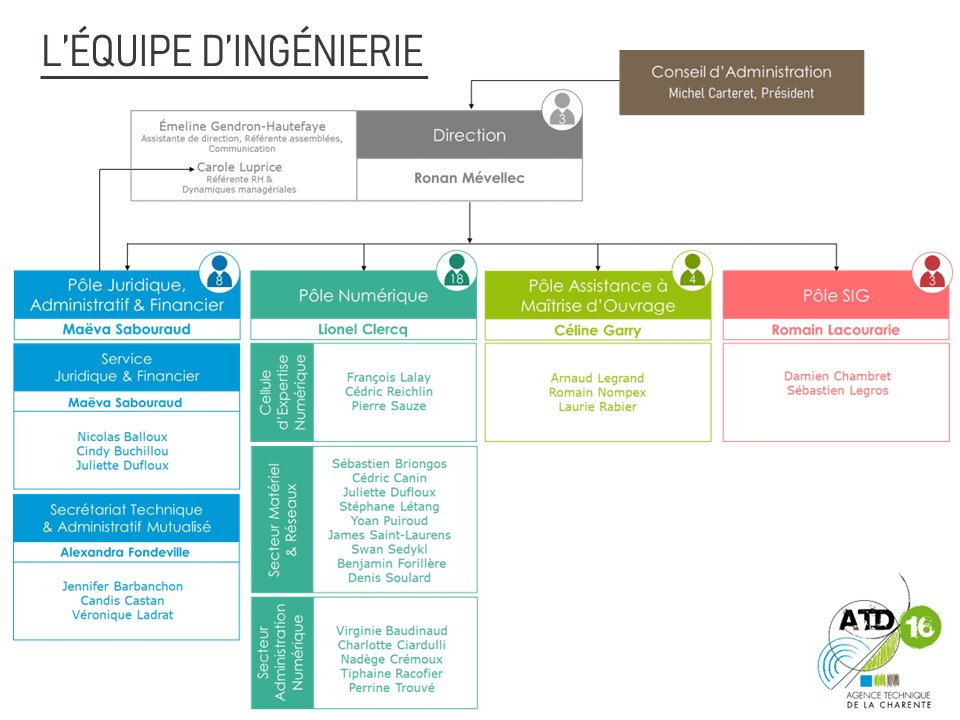 L'ÉQUIPE D'INGÉNIERIE
Conseil d'Administration
Michel Carteret, Président
3
Émeline Gendron-Hautefaye
Assistante de direction, Référente assemblées,
Communication
Carole Luprice
Référente RH &
Dynamiques managériales
Direction
Ronan Mévellec
8
Pôle Juridique,
Administratif & Financier
Maëva Sabouraud
Service
Juridique & Financier
Maëva Sabouraud
Nicolas Balloux
Cindy Buchillou
Juliette Dufloux
Secrétariat Technique
& Administratif Mutualisé
Alexandra Fondeville
Jennifer Barbanchon
Candis Castan
Véronique Ladrat
18
Pôle Numérique
Lionel Clercq
Cellule
d'Expertise
Numérique
François Lalay
Cédric Reichlin
Pierre Sauze
Secteur Matériel
& Réseaux
Sébastien Briongos
Cédric Canin
Juliette Dufloux
Stéphane Létang
Yoan Puiroud
James Saint-Laurens
Swan Sedykl
Benjamin Forillère
Denis Soulard
Secteur
Administration
Numérique
Virginie Baudinaud
Charlotte Ciardulli
Nadège Crémoux
Tiphaine Racofier
Perrine Trouvé
4
Pôle Assistance à
Maîtrise d'Ouvrage
Céline Garry
Arnaud Legrand
Romain Nompex
Laurie Rabier
3
Pôle SIG
Romain Lacourarie
Damien Chambret
Sébastien Legros
ATD 16
AGENCE TECHNIQUE
DE LA CHARENTE